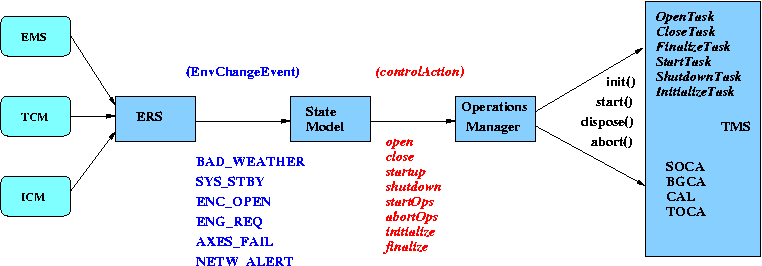 EMS
TCM
ICM
ERS
(EnvChangeEvent)
BAD_WEATHER
SYS_STBY
ENC_OPEN
ENG_REQ
AXES_FAIL
NETW_ALERT
State
Model
(controlAction)
open
close
startup
shutdown
startOps
abortOps
initialize
finalize
Operations
Manager
init()
start()
dispose()
abort()
OpenTask
CloseTask
FinalizeTask
StartTask
ShutdownTask
InitializeTask
TMS
SOCA
BGCA
CAL
TOCA